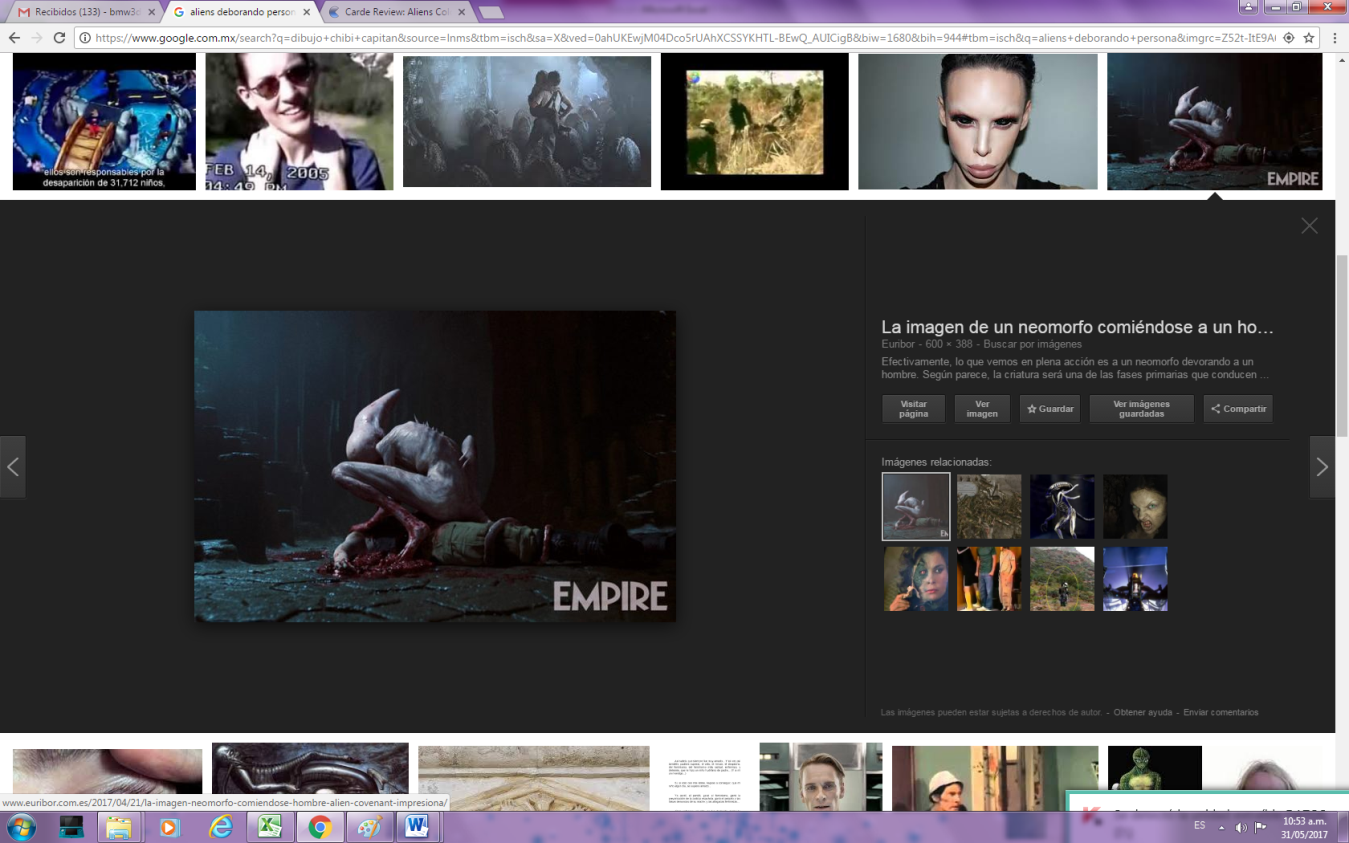 Recibidos (133) - bmw3d
aliens deborando person
Carde Review: Aliens Col
https://www.google.com.mx/search?q=dibujo+chibi+capitan&source=lnms&tbm=isch&sa=X&ved=0ahUKEwjM04Dco5rUAhXCSSYKHTL-BEwQ_AUICigB&biw=1680&bih=944#tbm=isch&q=aliens+deborando+persona&imgrc=Z52t-ItE9A
ellos son responsables por la
desaparición de 31,712 niños,
FEB 14, 2005
04:49 PM
EMPIRE
EMPIRE
La imagen de un neomorfo comiéndose a un ho...
Euribor - 600 × 388 - Buscar por imágenes
Efectivamente, lo que vemos en plena acción es a un neomorfo devorando a un
hombre. Según parece, la criatura será una de las fases primarias que conducen ...
Visitar página
Ver imagen
Guardar
Ver imágenes guardadas
Compartir
Imágenes relacionadas:
Las imágenes pueden estar sujetas a derechos de autor. - Obtener ayuda - Enviar comentarios
www.euribor.com.es/2017/04/21/la-imagen-neomorfo-comiendose-hombre-alien-covenant-impresiona/
ES
10:53 a.m.
31/05/2017